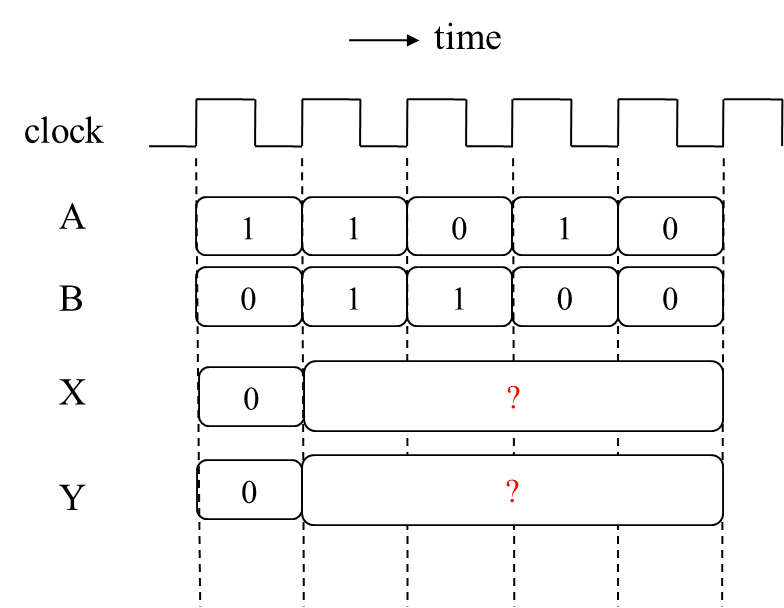 time
clock
A 1 1 0 1 0
B 0 1 1 0 0
X 0 ?
Y 0 ?